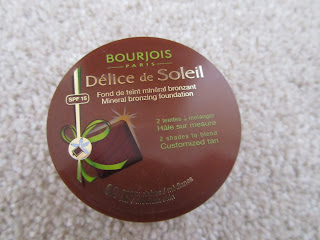 BOURJOIS
PARIS
Délice de Soleil
SPF 15
Fond de teint minéral bronzant
Mineral bronzing foundation
2 teintes à mélanger
Hâle sur mesure
2 shades to blend
Customized tan